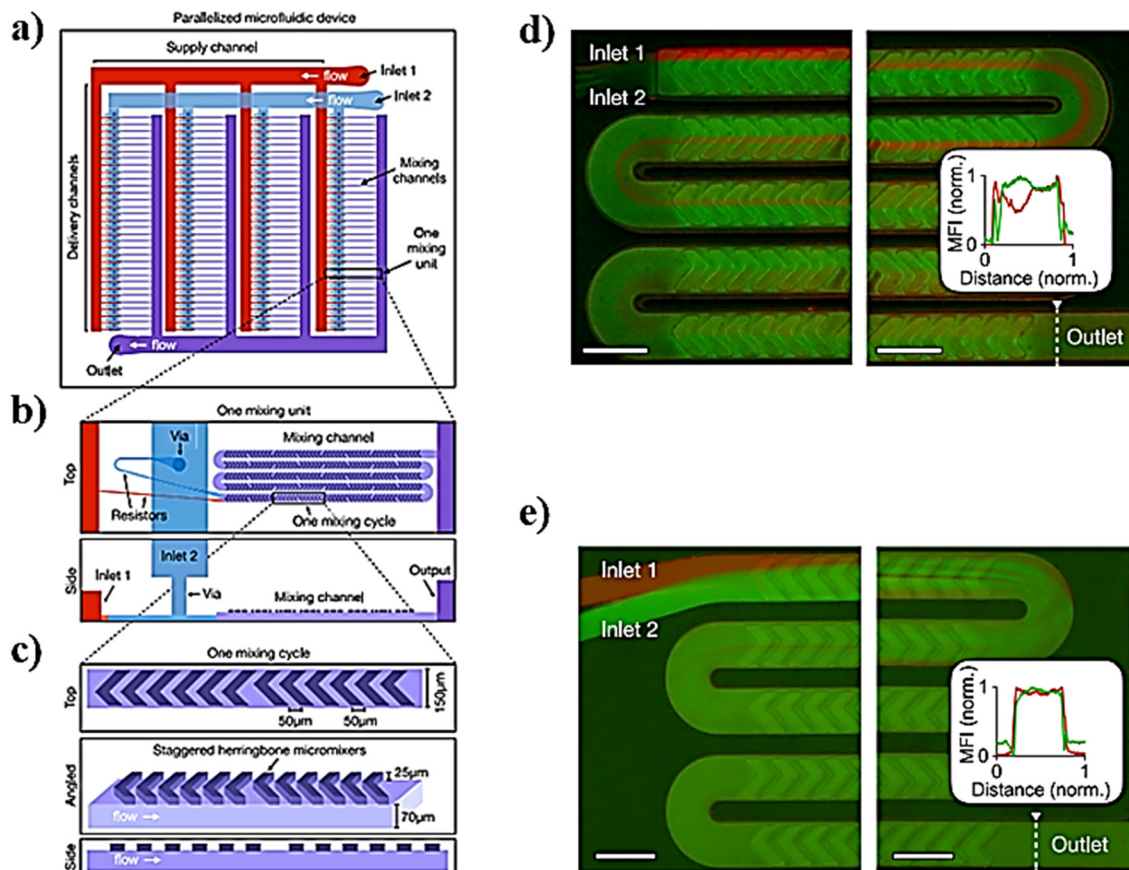 a)
Parallelized microfluidic device
Supply channel
flow
Inlet 1
flow
Inlet 2
Delivery channels
Mixing
channels
One
mixing
unit
flow
Outlet
b)
One mixing unit
Top
Via
Mixing channel
Resistors
One mixing cycle
Side
Inlet 2
Inlet 1
Via
Mixing channel
Output
c)
One mixing cycle
Top
150μm
50μm
50μm
Staggered herringbone micromixers
Angled
25μm
flow
70μm
Side
flow
d)
Inlet 1
Inlet 2
MFI (norm.)
1
0
0
1
Distance (norm.)
Outlet
e)
Inlet 1
Inlet 2
MFI (norm.)
1
0
0
1
Distance (norm.)
Outlet